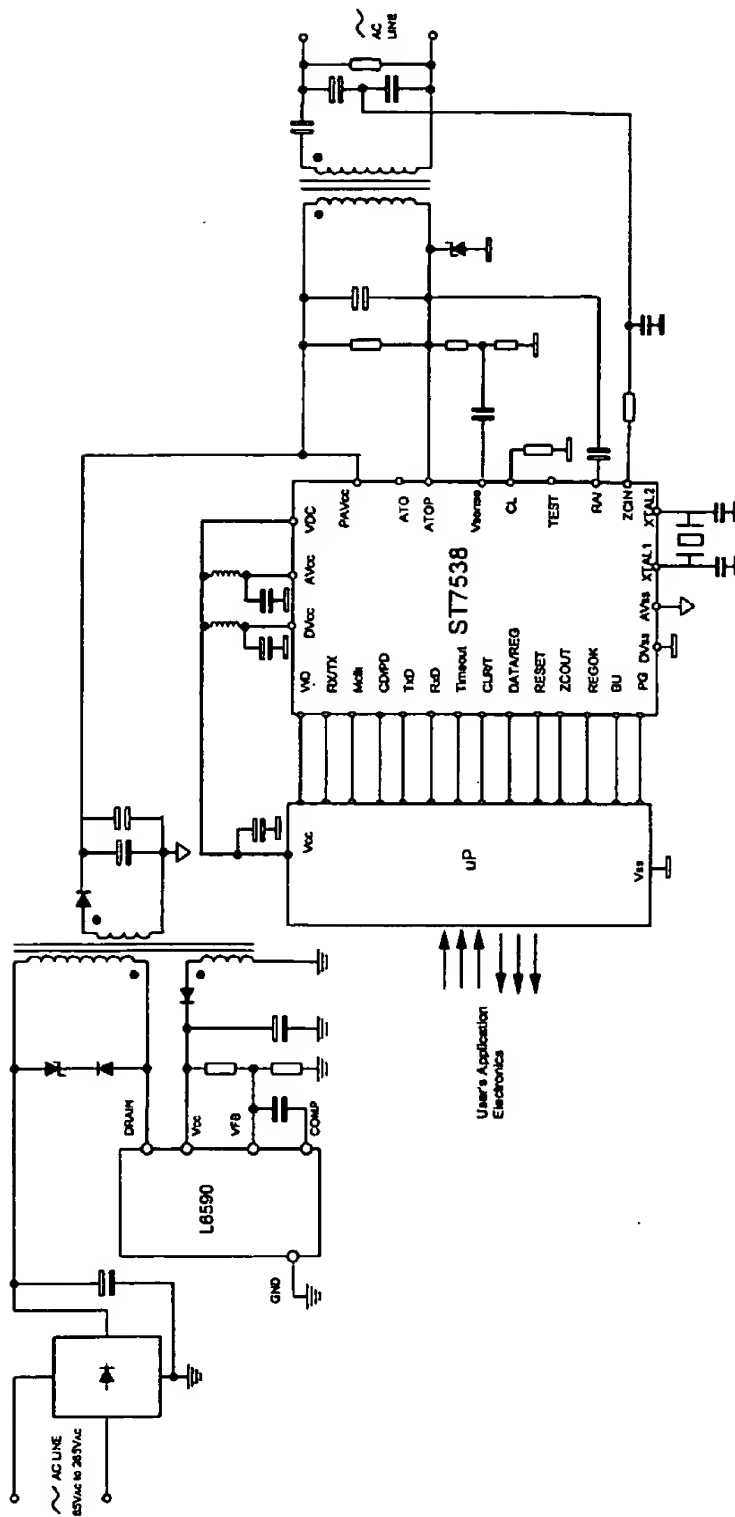 AC
LINE
PAVcc
ATO
ATOP
Vsense
CL
TEST
RAI
ZCIN
VDC
AVcc
DVcc
ST7538
XTAL2
XTAL1
AVss
DVss
WD
RX/TX
Mclk
CD/PD
TxD
RxD
Timeout
CLR/T
DATA/REG
RESET
ZCOUT
REGOK
BU
PG
Vcc
uP
Vss
User's Application
Electronics
DRAIN
Vcc
VFB
COMP
L6590
GND
AC LINE
85VAC to 265VAC